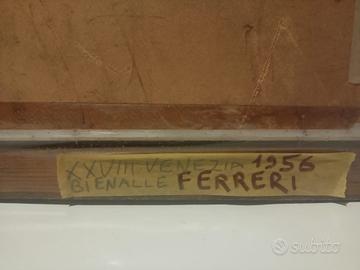 XXVIII VENEZIA 1956
BIENALLE FERRERI
subito